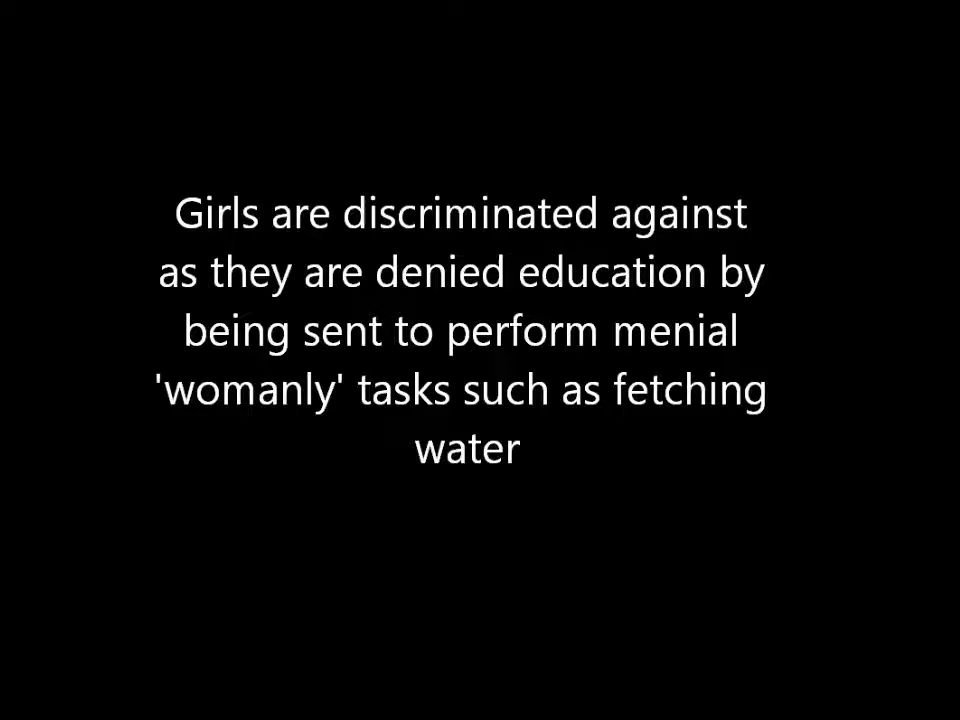 Girls are discriminated against
as they are denied education by
being sent to perform menial
'womanly' tasks such as fetching
water